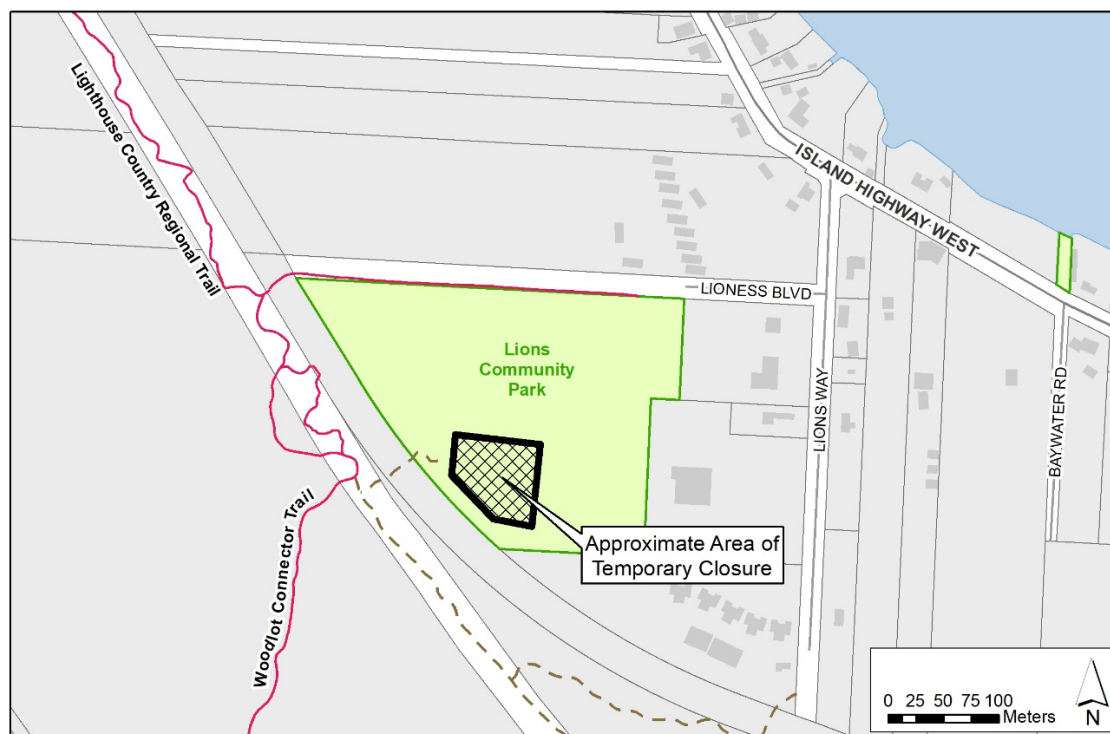 Lighthouse Country Regional Trail
ISLAND HIGHWAY WEST
LIONESS BLVD
Lions
Community
Park
LIONS WAY
BAYWATER RD
Woodlot Connector Trail
Approximate Area of
Temporary Closure
0 25 50 75 100
Meters
N